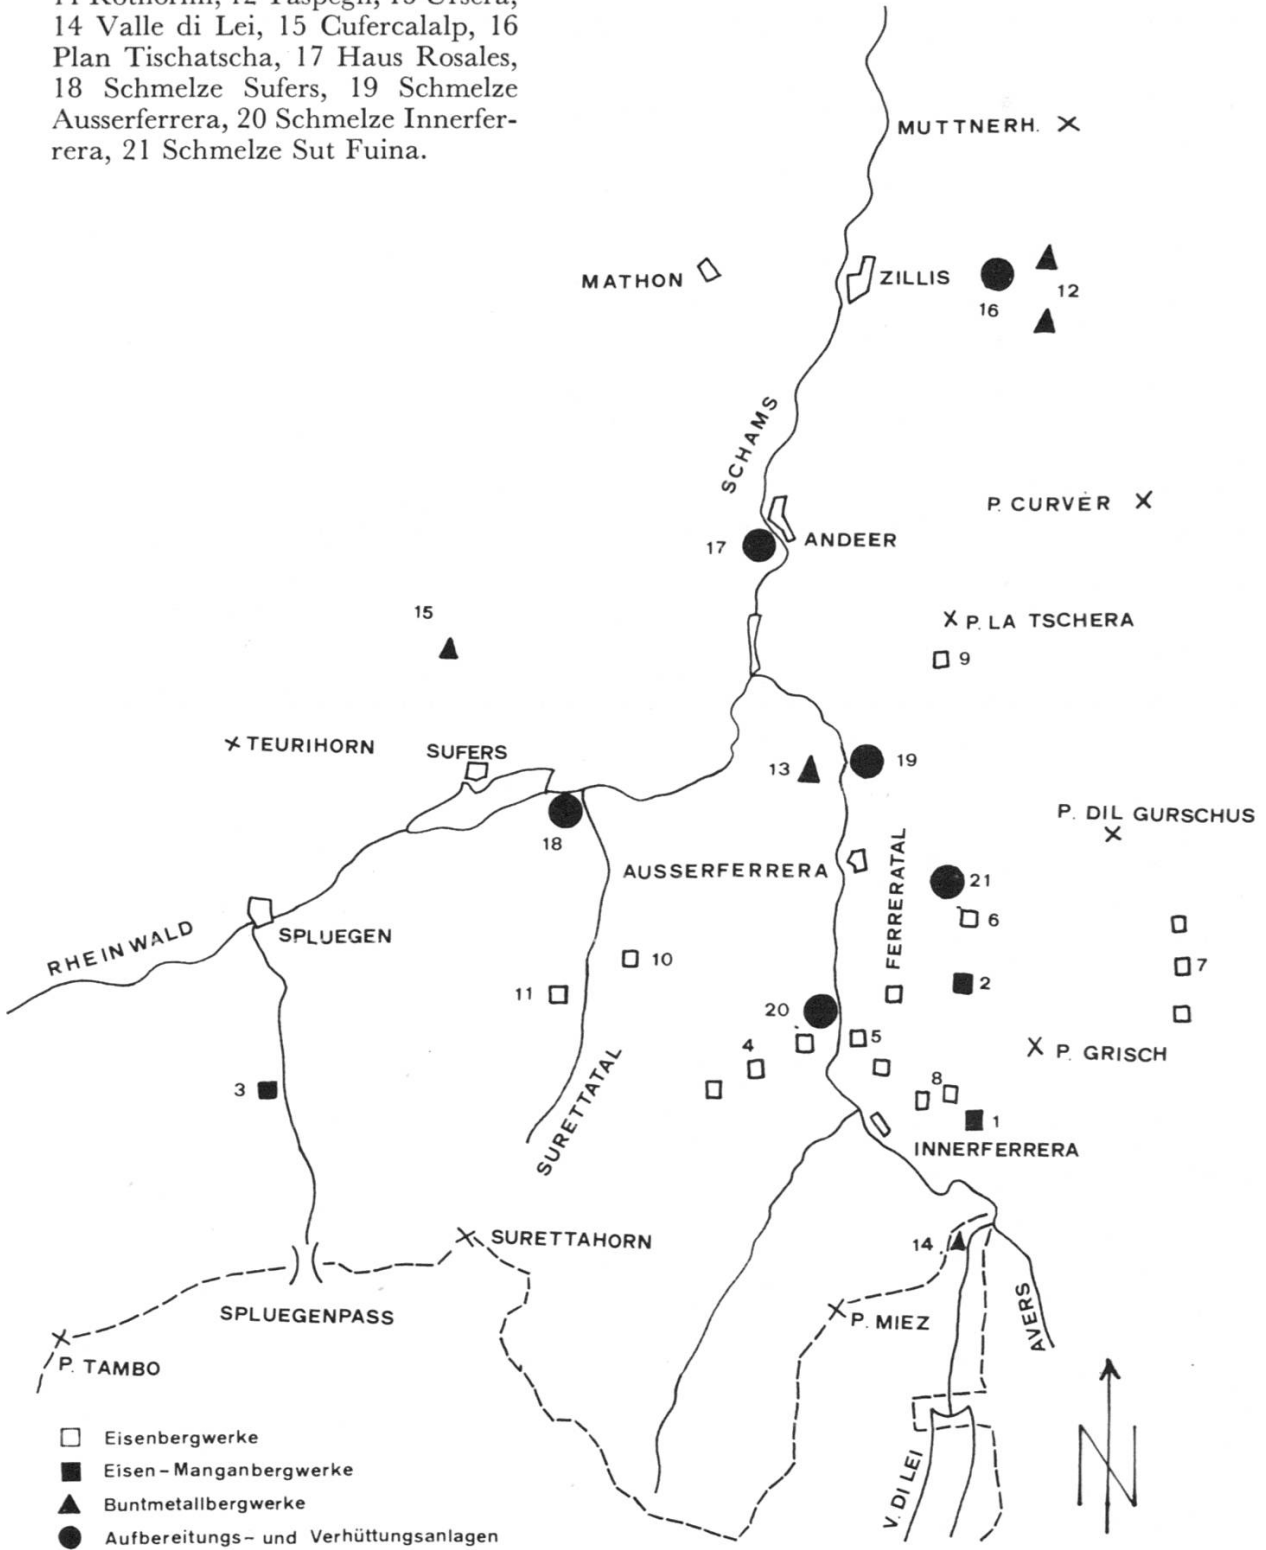 11 Rothörnli, 12 Taspegn, 13 Ursera,
14 Valle di Lei, 15 Cufercalalp, 16
Plan Tischatscha, 17 Haus Rosales,
18 Schmelze Sufers, 19 Schmelze
Ausserferrera, 20 Schmelze Innerfer-
rera, 21 Schmelze Sut Fuina.
MUTTNERH.
MATHON
ZILLIS
16
12
SCHAMS
P. CURVÈR
17
ANDEER
15
P. LA TSCHERA
9
TEURIHORN
SUFERS
13
19
18
P. DIL GURSCHUS
AUSSERFERRERA
FERRERATAL
21
6
RHEINWALD
SPLUEGEN
10
11
2
7
20
4
5
P. GRISCH
3
8
1
SURETTATAL
INNERFERRERA
SURETTAHORN
14
SPLUEGENPASS
P. MIEZ
AVERS
P. TAMBO
V. DI LEI
N
Eisenbergwerke
Eisen-Manganbergwerke
Buntmetallbergwerke
Aufbereitungs- und Verhüttungsanlagen